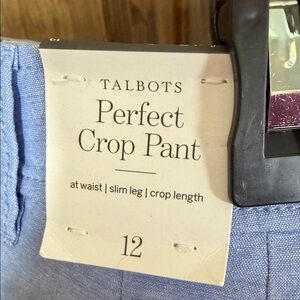 TALBOTS
Perfect
Crop Pant
at waist | slim leg | crop length
12